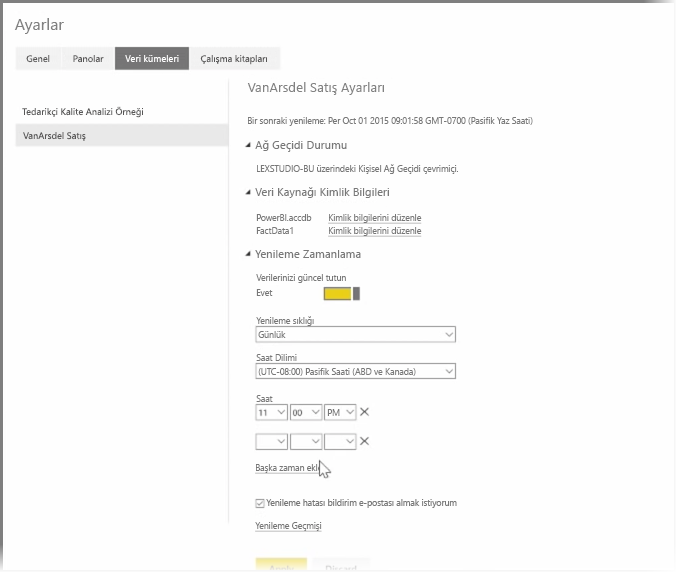 Ayarlar
Genel Panolar Veri kümeleri Çalışma kitapları
Tedarikçi Kalite Analizi Örneği
VanArsdel Satış
VanArsdel Satış Ayarları
Bir sonraki yenileme: Per Oct 01 2015 09:01:58 GMT-0700 (Pasifik Yaz Saati)
Ağ Geçidi Durumu
LEXSTUDIO-BU üzerindeki Kişisel Ağ Geçidi çevrimiçi.
Veri Kaynağı Kimlik Bilgileri
PowerBI.accdb Kimlik bilgilerini düzenle
FactData1 Kimlik bilgilerini düzenle
Yenileme Zamanlama
Verilerinizi güncel tutun
Evet
Yenileme sıklığı
Günlük
Saat Dilimi
(UTC-08:00) Pasifik Saati (ABD ve Kanada)
Saat
11 00 PM
Başka zaman ekle
Yenileme hatası bildirim e-postası almak istiyorum
Yenileme Geçmişi